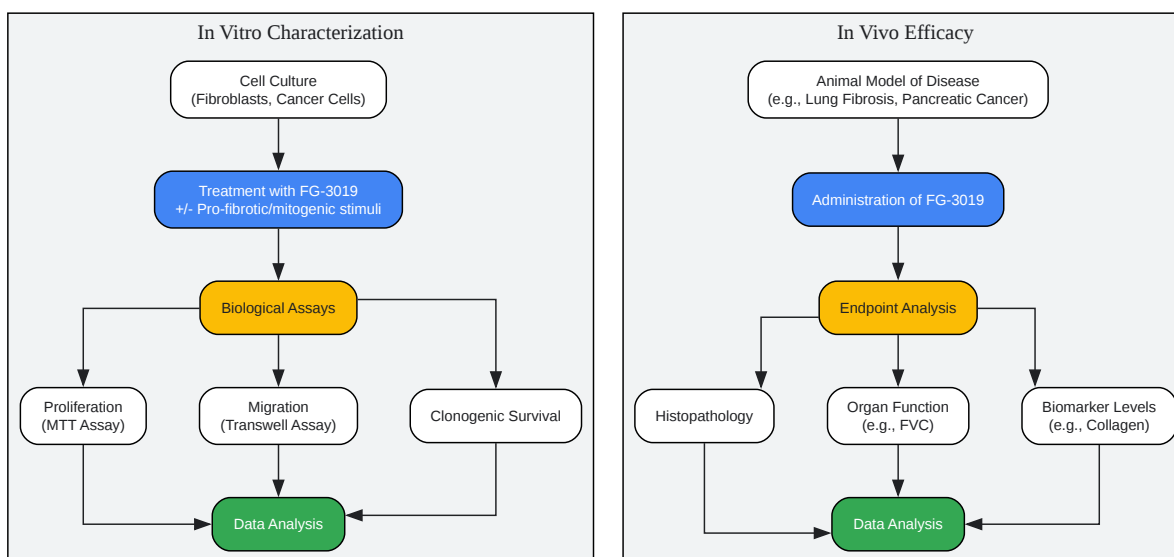 In Vitro Characterization
Cell Culture
(Fibroblasts, Cancer Cells)
Treatment with FG-3019
+/- Pro-fibrotic/mitogenic stimuli
Biological Assays
Proliferation
(MTT Assay)
Migration
(Transwell Assay)
Clonogenic Survival
Data Analysis
In Vivo Efficacy
Animal Model of Disease
(e.g., Lung Fibrosis, Pancreatic Cancer)
Administration of FG-3019
Endpoint Analysis
Histopathology
Organ Function
(e.g., FVC)
Biomarker Levels
(e.g., Collagen)
Data Analysis